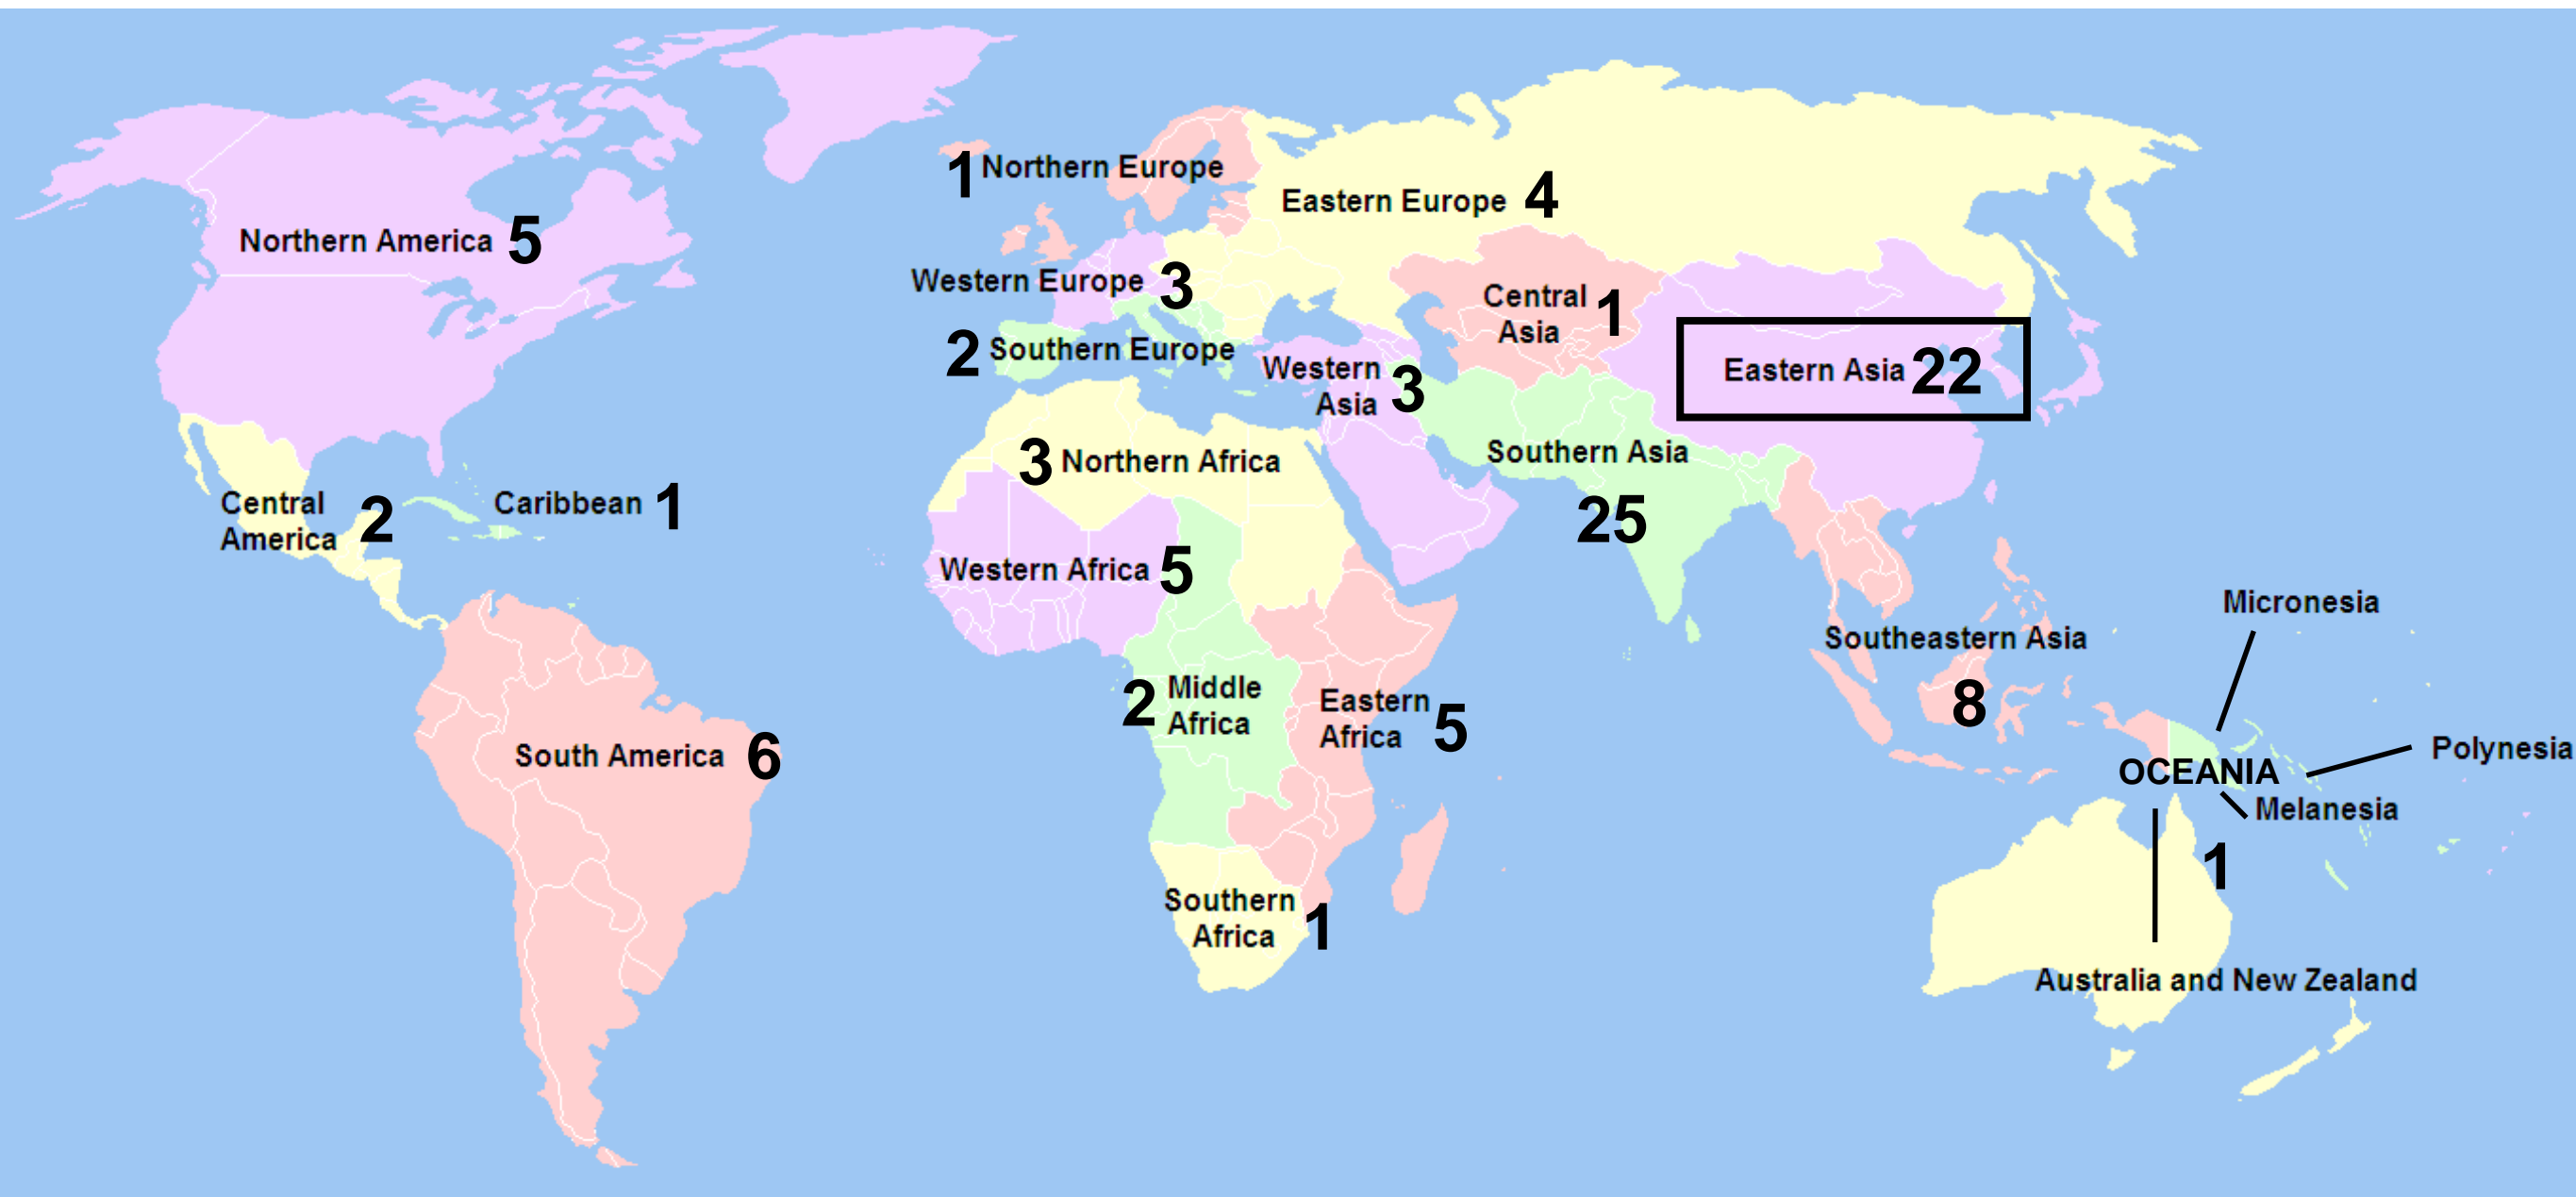 1 Northern Europe
Eastern Europe 4
Northern America 5
Western Europe 3
Central
Asia 1
2 Southern Europe
Western
Asia 3
Eastern Asia 22
3 Northern Africa
Southern Asia
25
Central
America 2
Caribbean 1
Western Africa 5
Micronesia
Southeastern Asia
8
2 Middle
Africa
Eastern
Africa 5
South America 6
Polynesia
OCEANIA
Melanesia
1
Southern
Africa 1
Australia and New Zealand